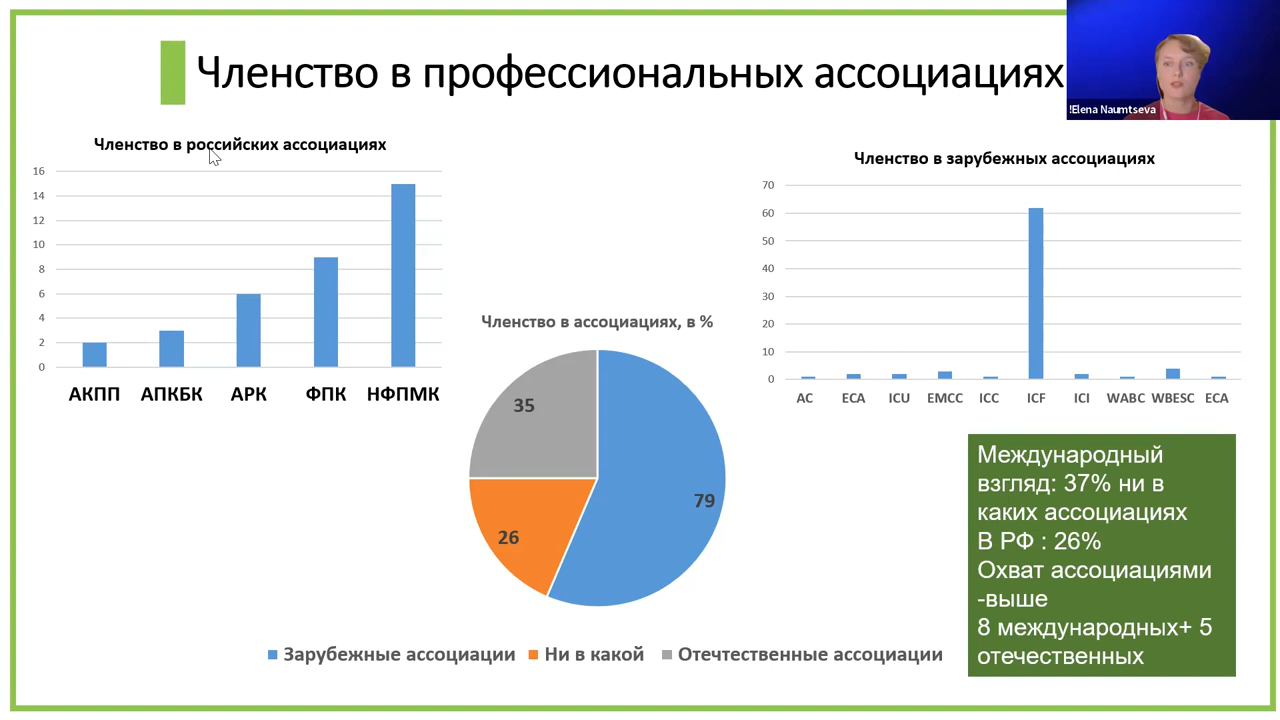 Членство в профессиональных ассоциациях
!Elena Naumtseva
Членство в российских ассоциациях
16
14
12
10
8
6
4
2
0
АКПП АПКБК АРК ФПК НФПМК
Членство в зарубежных ассоциациях
70
60
50
40
30
20
10
0
AC ECA ICU EMCC ICC ICF ICI WABC WBESC ECA
Членство в ассоциациях, в %
35
79
26
Зарубежные ассоциации Ни в какой Отечтественные ассоциации
Международный
взгляд: 37% ни в
каких ассоциациях
В РФ : 26%
Охват ассоциациями
-выше
8 международных+ 5
отечественных